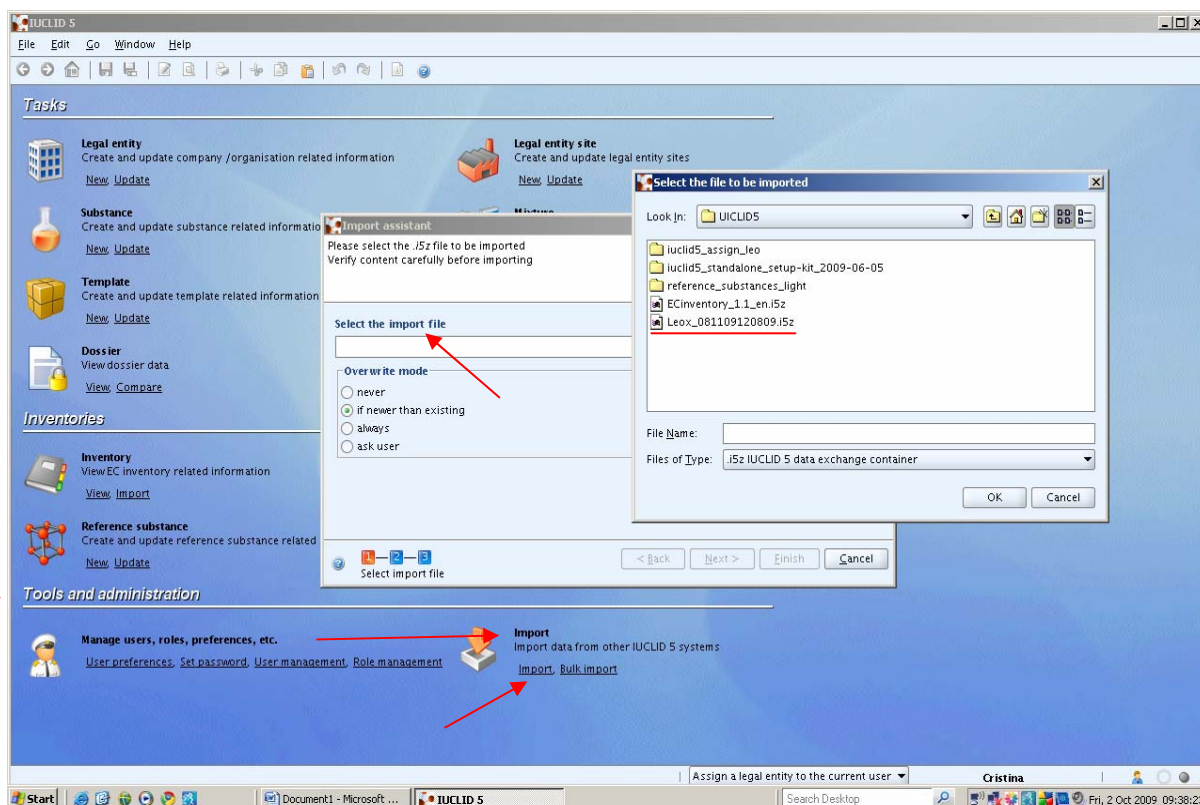 IUCLID 5
File Edit Go Window Help
Tasks
Legal entity
Create and update company /organisation related information
New, Update
Legal entity site
Create and update legal entity sites
New, Update
Substance
Create and update substance related informatio
New, Update
Template
Create and update template related information
New, Update
Dossier
View dossier data
View, Compare
Inventories
Inventory
View EC inventory related information
View, Import
Reference substance
Create and update reference substance related
New, Update
Import assistant
Please select the .i5z file to be imported
Verify content carefully before importing
Select the import file
Overwrite mode
never
if newer than existing
always
ask user
1 2 3
Select import file
< Back Next > Finish Cancel
Select the file to be imported
Look In: UICLID5
iuclid5_assign_leo
iuclid5_standalone_setup-kit_2009-06-05
reference_substances_light
ECinventory_1.1_en.i5z
Leox_081109120809.i5z
File Name:
Files of Type: .i5z IUCLID 5 data exchange container
OK Cancel
Tools and administration
Manage users, roles, preferences, etc.
User preferences, Set password, User management, Role management
Import
Import data from other IUCLID 5 systems
Import, Bulk import
Assign a legal entity to the current user Cristina
Start Document1 - Microsoft ... IUCLID 5 Search Desktop Fri, 2 Oct 2009 09:38:2